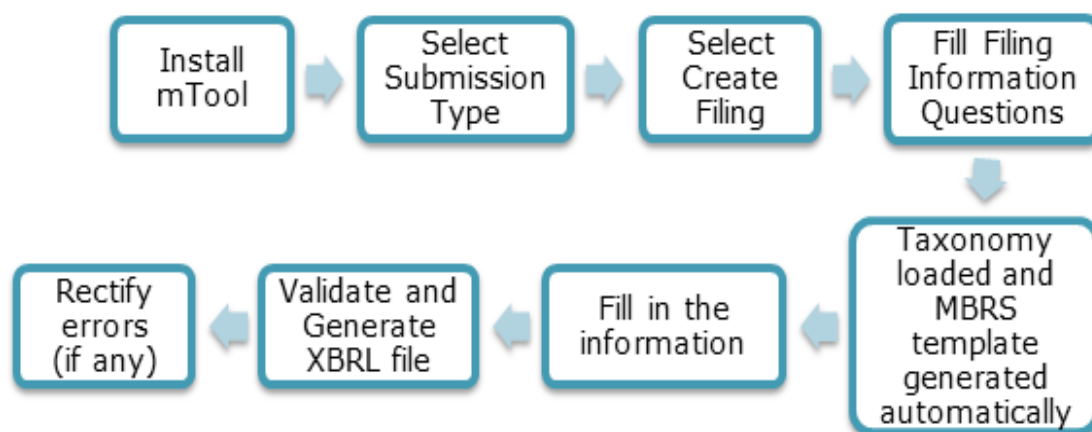 Install
mTool
Select
Submission
Type
Select
Create
Filing
Fill Filing
Information
Questions
Taxonomy
loaded and
MBRS
template
generated
automatically
Fill in the
information
Validate and
Generate
XBRL file
Rectify
errors
(if any)